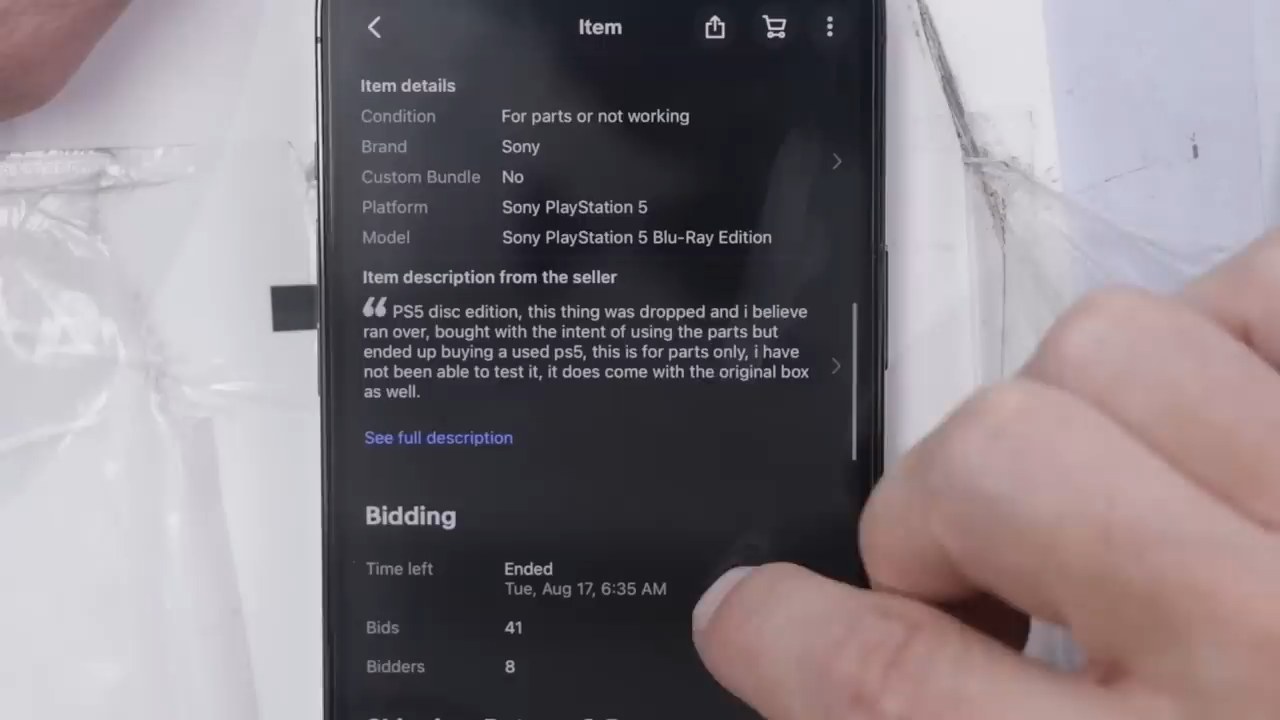 Item
Item details
Condition For parts or not working
Brand Sony
Custom Bundle No
Platform Sony PlayStation 5
Model Sony PlayStation 5 Blu-Ray Edition
Item description from the seller
“ PS5 disc edition, this thing was dropped and i believe
ran over, bought with the intent of using the parts but
ended up buying a used ps5, this is for parts only, i have
not been able to test it, it does come with the original box
as well.
See full description
Bidding
Time left Ended
Tue, Aug 17, 6:35 AM
Bids 41
Bidders 8